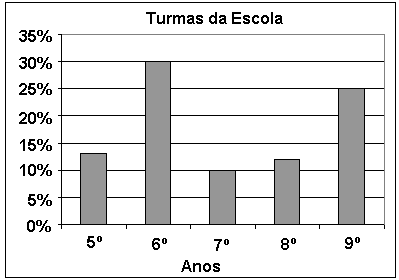 Turmas da Escola
35%
30%
25%
20%
15%
10%
5%
0%
5º 6º 7º 8º 9º
Anos